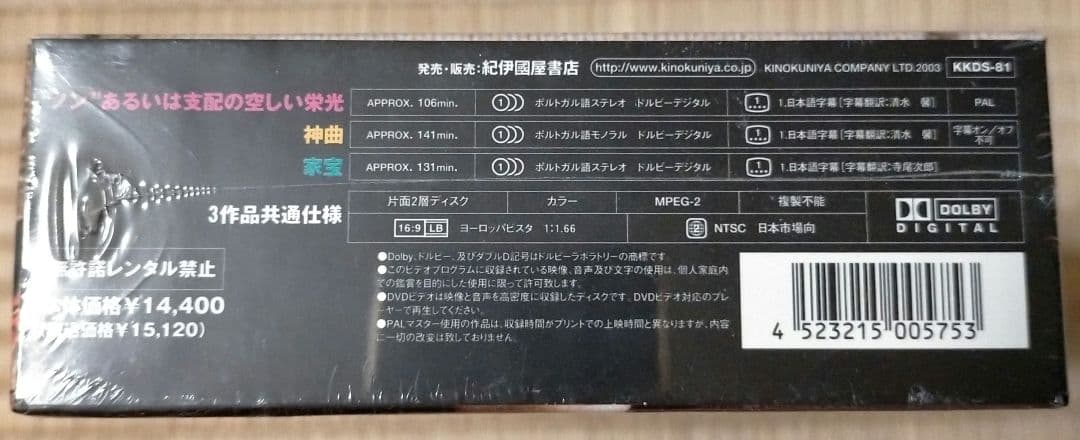 発売・販売:紀伊國屋書店 http://www.kinokuniya.co.jp KINOKUNIYA COMPANY LTD.2003 KKDS-81
ノン"あるいは支配の空しい栄光 APPROX. 106min. 1 ポルトガル語ステレオ ドルビーデジタル 1 1.日本語字幕[字幕翻訳:清水 馨] PAL
神曲 APPROX. 141min. 1 ポルトガル語モノラル ドルビーデジタル 1 1.日本語字幕[字幕翻訳:清水 馨] 字幕オン/オフ不可
家宝 APPROX. 131min. 1 ポルトガル語ステレオ ドルビーデジタル 1 1.日本語字幕[字幕翻訳:寺尾次郎]
3作品共通仕様
片面2層ディスク カラー MPEG-2 複製不能
16:9 LB ヨーロッパビスタ 1:1.66 2 NTSC 日本市場向
DOLBY
DIGITAL
許諾レンタル禁止
体価格¥14,400
価格¥15,120)
●Dolby、ドルビー、及びダブルD記号はドルビーラボラトリーの商標です。
●このビデオプログラムに収録されている映像、音声及び文字の使用は、個人家庭内
での鑑賞を目的に使用に限って許可致します。
●DVDビデオは映像と音声を高密度に収録したディスクです。DVDビデオ対応のプレ
ーヤーで再生してください。
●PALマスター使用の作品は、収録時間がプリントでの上映時間と異なりますが、内容
に一切の改変は致しておりません。
4 523215 005753